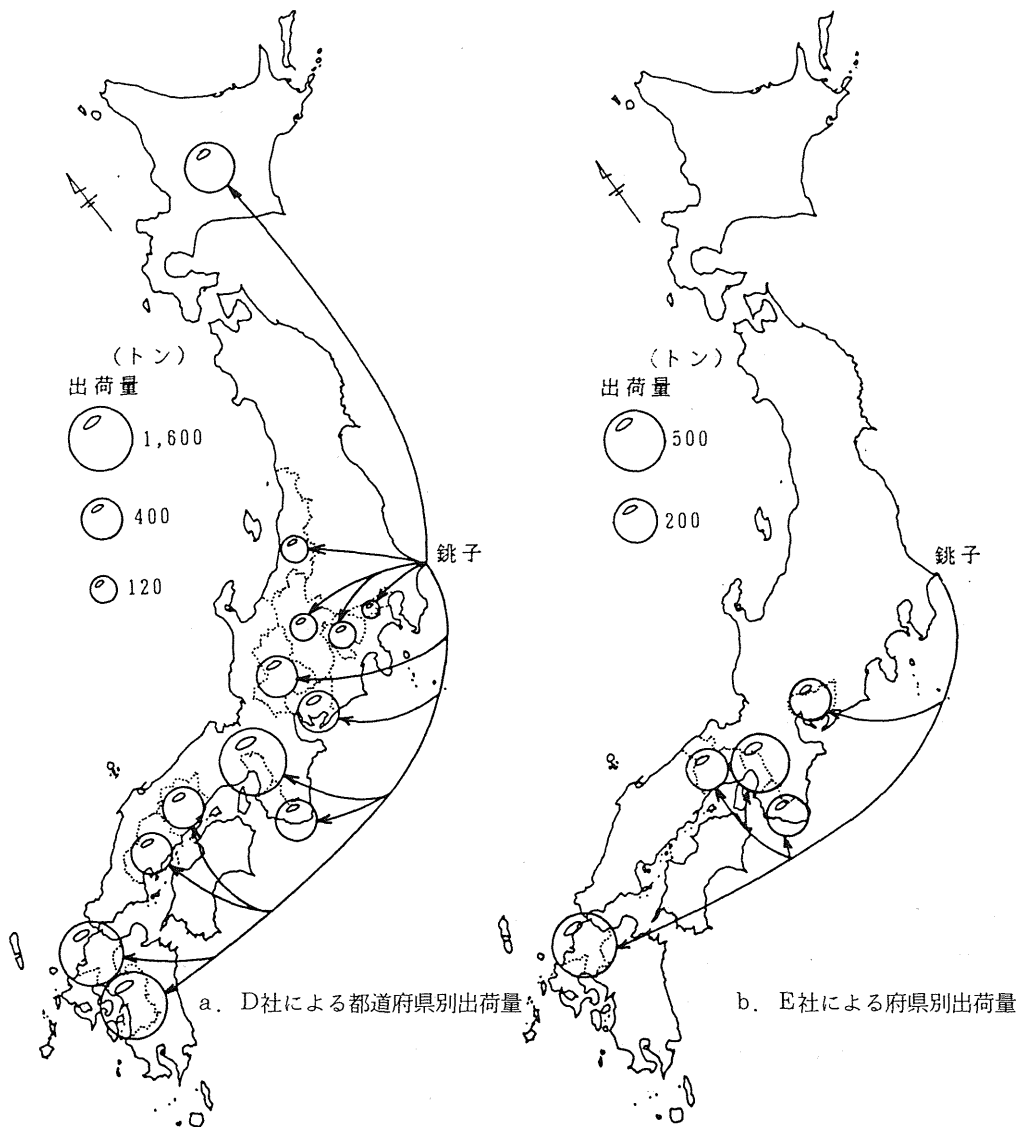 (トン)
出荷量
1,600
400
120
銚子
a. D社による都道府県別出荷量
(トン)
出荷量
500
200
銚子
b. E社による府県別出荷量